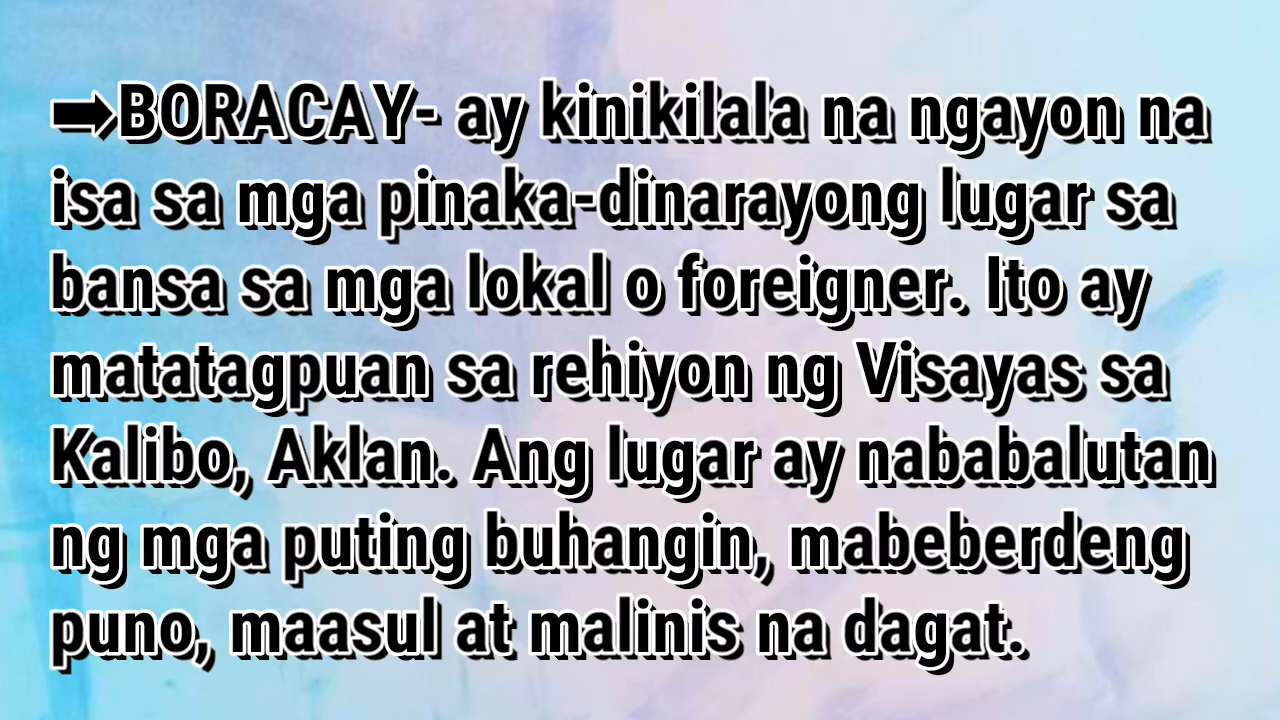 ➡BORACAY- ay kinikilala na ngayon na
isa sa mga pinaka-dinarayong lugar sa
bansa sa mga lokal o foreigner. Ito ay
matatagpuan sa rehiyon ng Visayas sa
Kalibo, Aklan. Ang lugar ay nababalutan
ng mga puting buhangin, mabeberdeng
puno, maasul at malinis na dagat.